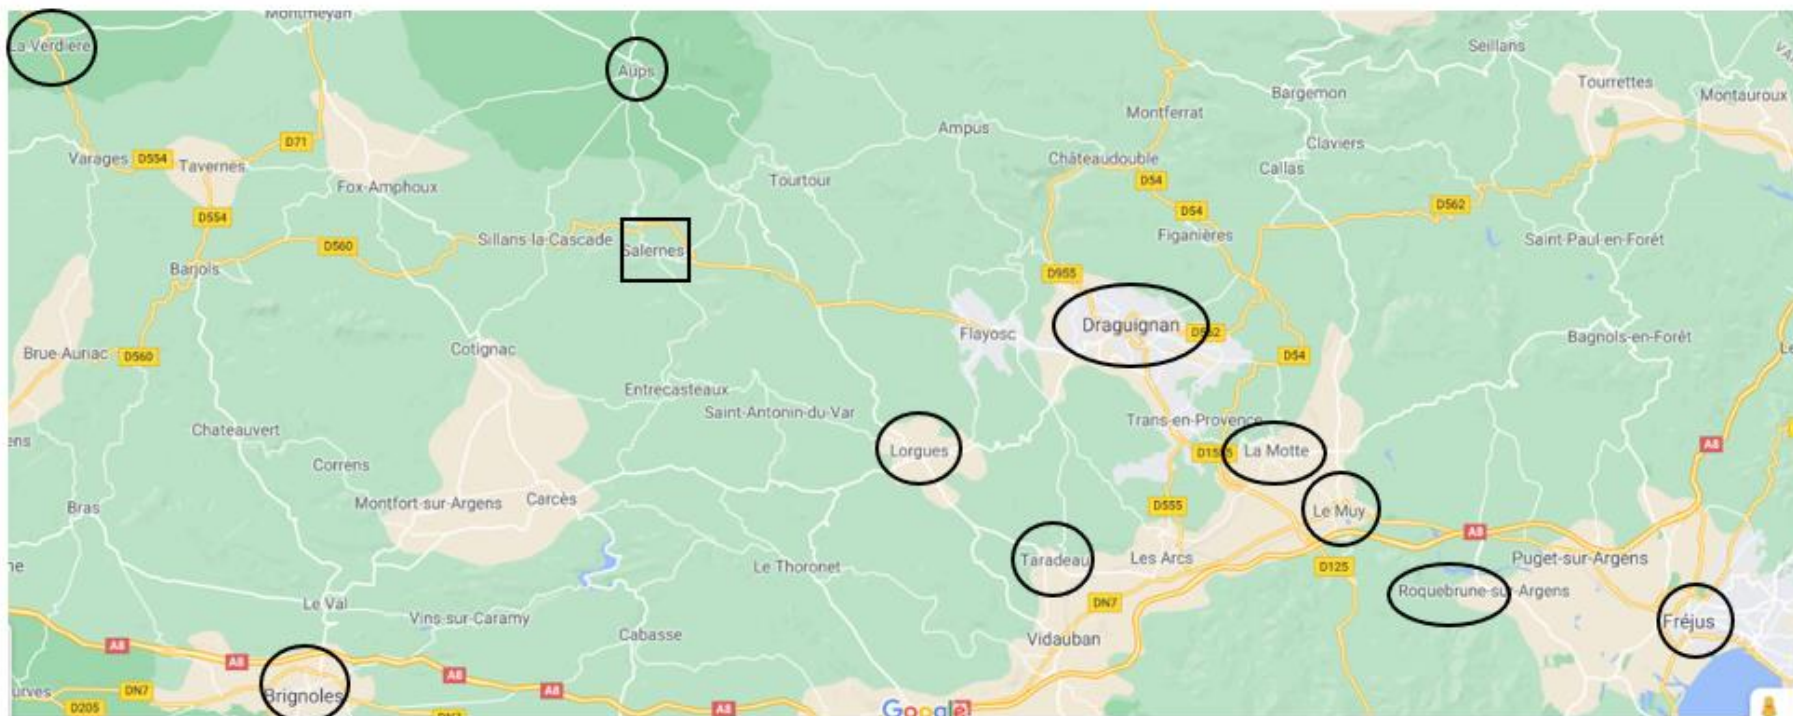 Montmeyan
La Verdière
Aups
Seillans
Tourrettes
Montauroux
Bargemon
Montferrat
Ampus
Claviers
D71
Varages
D554
Tavernes
Châteaudouble
Callas
Fox-Amphoux
Tourtour
D54
D554
D54
D562
D560
Sillans-la-Cascade
Salernes
Figanières
Saint-Paul-en-Forêt
Barjols
D955
Draguignan
D562
Flayosc
Bagnols-en-Forêt
Brue-Auriac
D560
Cotignac
D54
Entrecasteaux
Saint-Antonin-du-Var
Trans-en-Provence
Chateauvert
ens
A8
Lorgues
D1555
La Motte
Correns
Montfort-sur-Argens
Carcès
Bras
D555
Le Muy
A8
ne
Le Thoronet
Taradeau
Les Arcs
D125
Puget-sur-Argens
Roquebrune-sur-Argens
Le Val
Vins-sur-Caramy
DN7
Fréjus
Cabasse
Vidauban
A8
A8
A8
Brignoles
urves
DN7
A8
D205
DN7
A8
Google